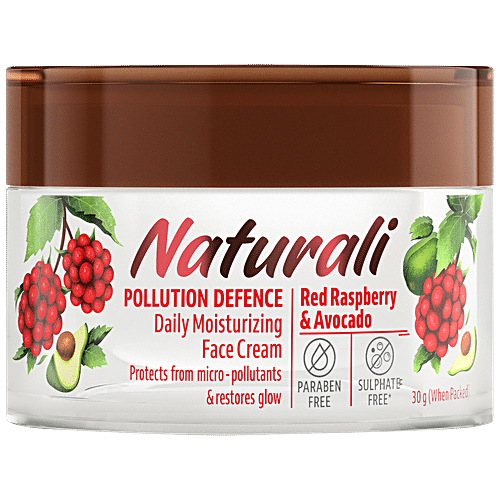 Naturali
POLLUTION DEFENCE
Daily Moisturizing
Face Cream
Protects from micro-pollutants
& restores glow
Red Raspberry
& Avocado
PARABEN
FREE
SULPHATE
FREE*
30g (When Packed)